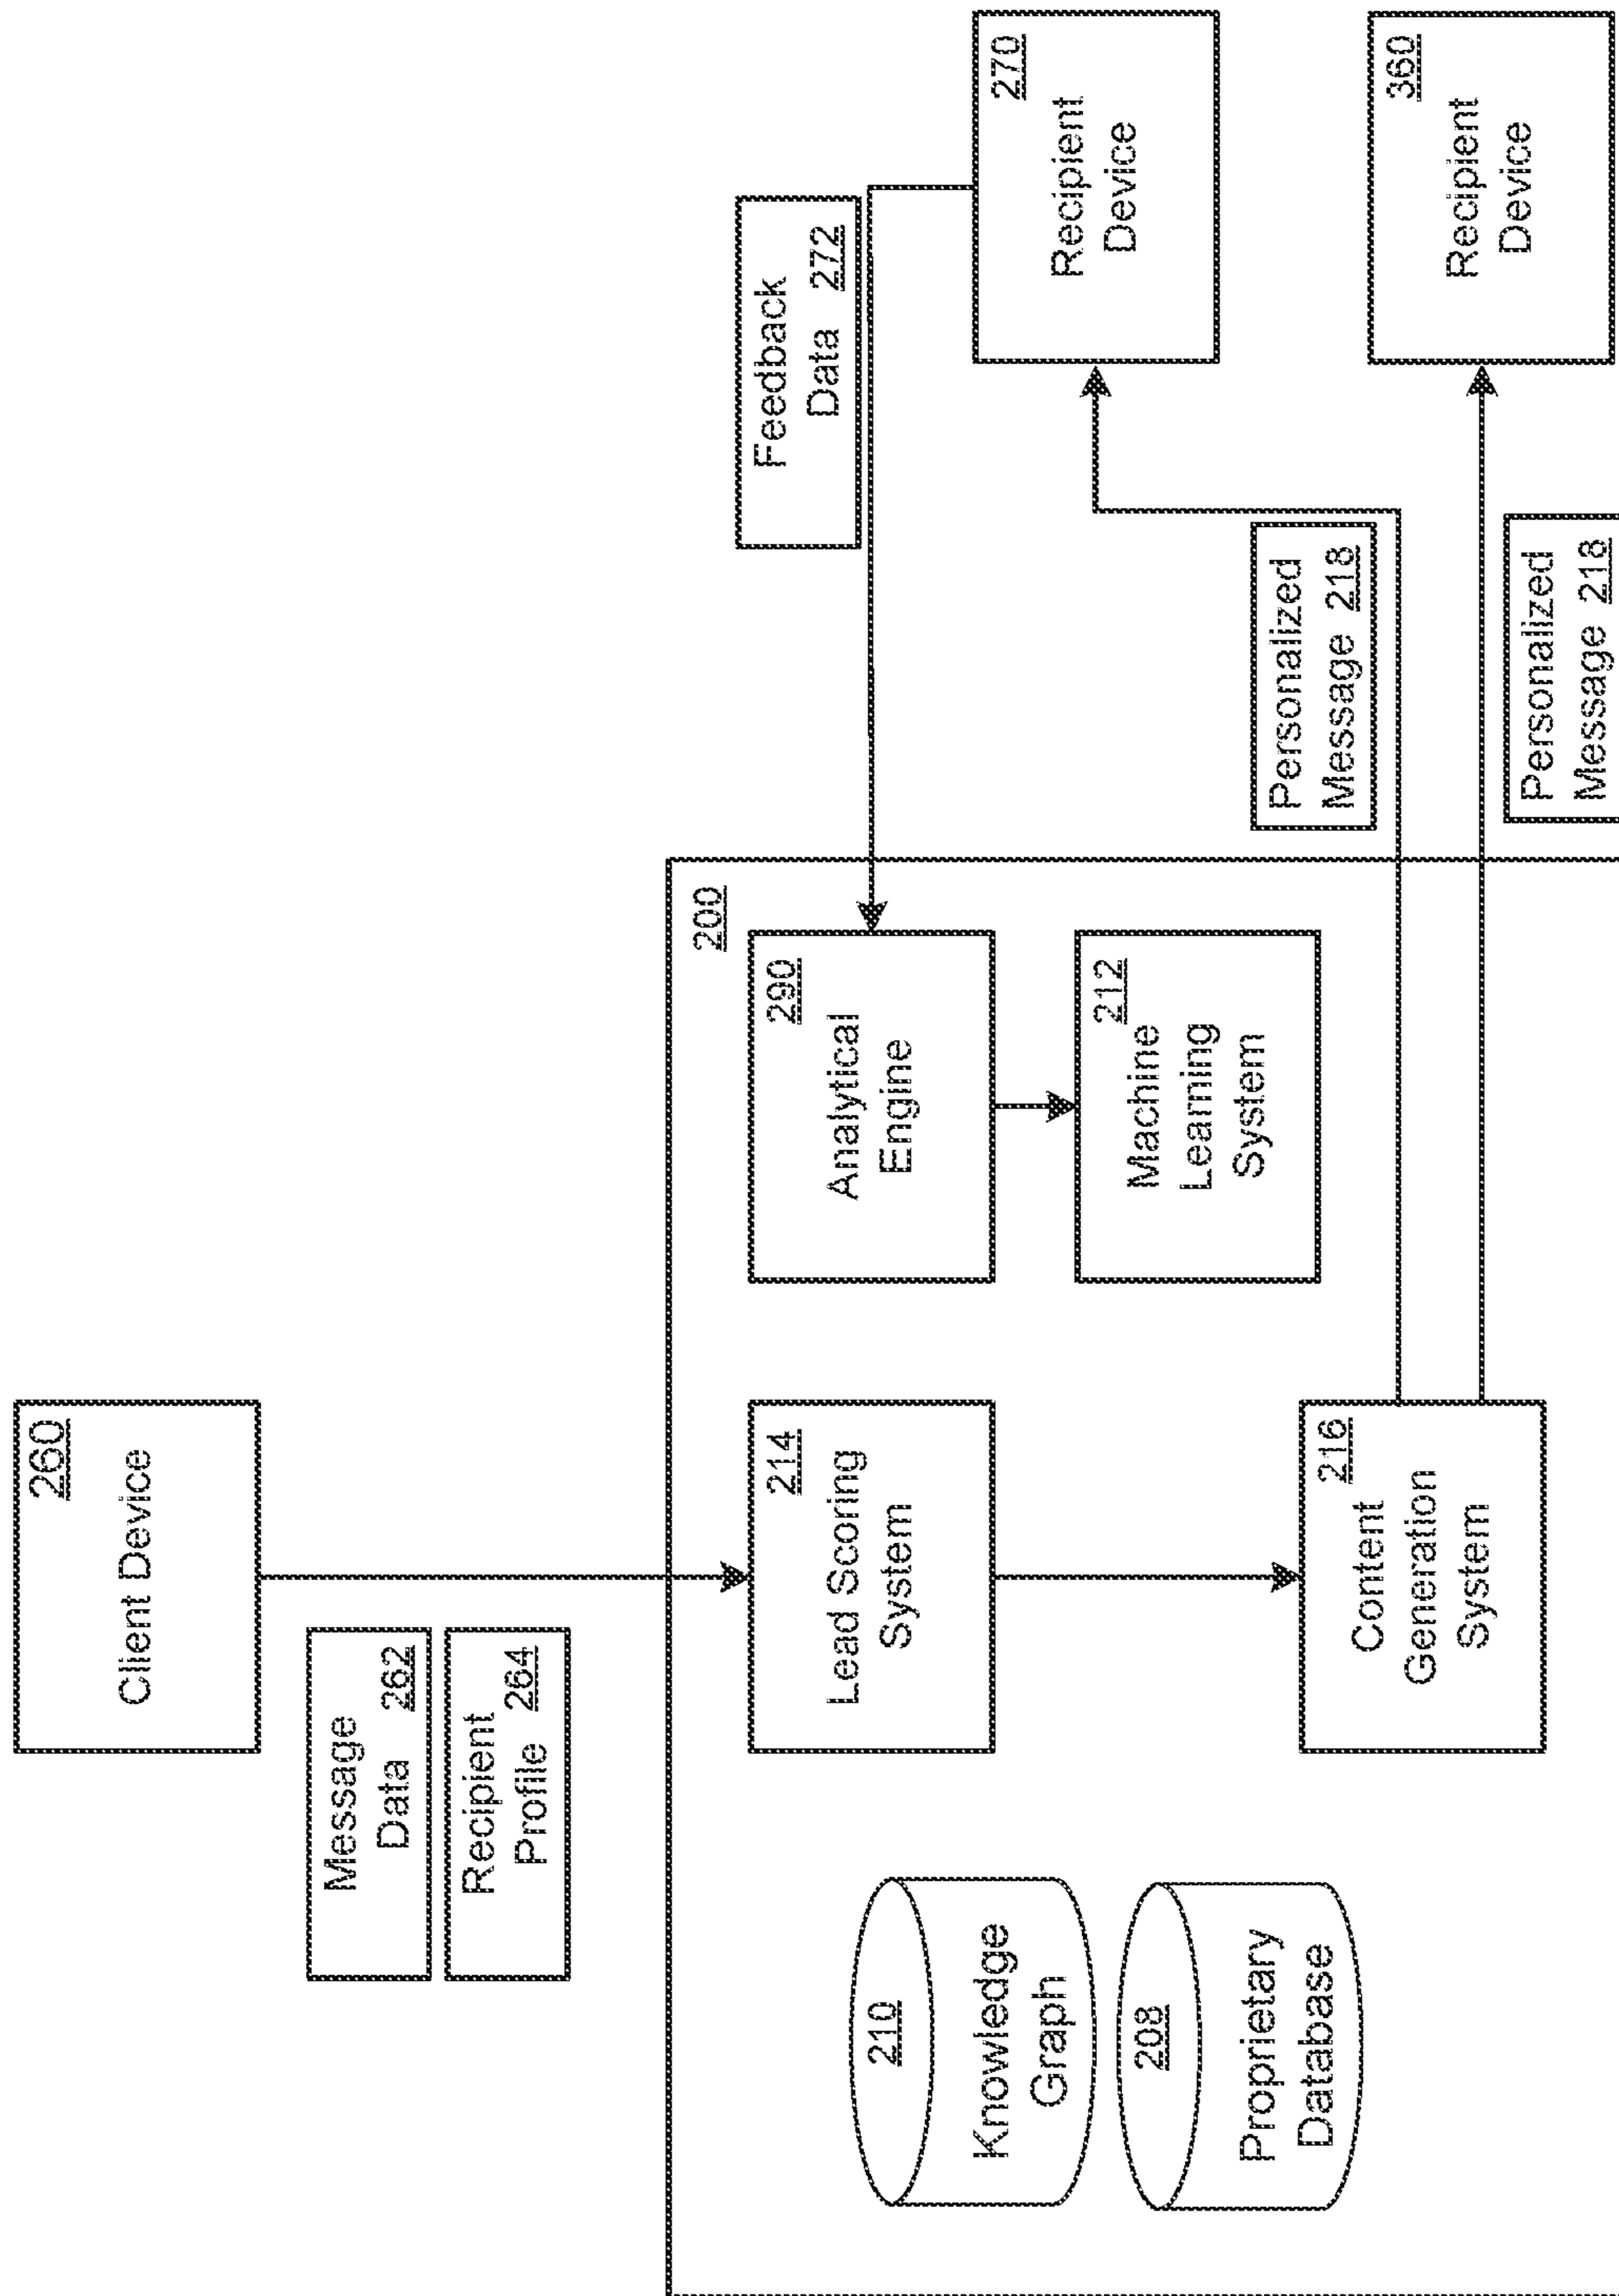 260
Client Device
Message
Data 262
Recipient
Profile 264
200
210
Knowledge
Graph
208
Proprietary
Database
214
Lead Scoring
System
216
Content
Generation
System
290
Analytical
Engine
212
Machine
Learning
System
Feedback
Data 272
270
Recipient
Device
Personalized
Message 218
360
Recipient
Device
Personalized
Message 218